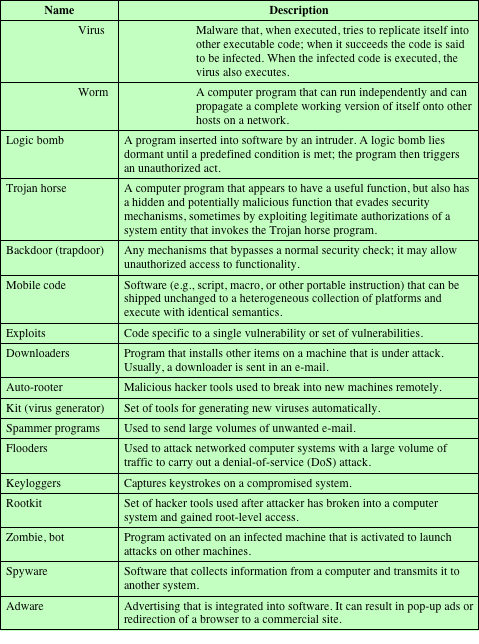 Name Description
Virus Malware that, when executed, tries to replicate itself into
other executable code; when it succeeds the code is said
to be infected. When the infected code is executed, the
virus also executes.
Worm A computer program that can run independently and can
propagate a complete working version of itself onto other
hosts on a network.
Logic bomb A program inserted into software by an intruder. A logic bomb lies
dormant until a predefined condition is met; the program then triggers
an unauthorized act.
Trojan horse A computer program that appears to have a useful function, but also has
a hidden and potentially malicious function that evades security
mechanisms, sometimes by exploiting legitimate authorizations of a
system entity that invokes the Trojan horse program.
Backdoor (trapdoor) Any mechanisms that bypasses a normal security check; it may allow
unauthorized access to functionality.
Mobile code Software (e.g., script, macro, or other portable instruction) that can be
shipped unchanged to a heterogeneous collection of platforms and
execute with identical semantics.
Exploits Code specific to a single vulnerability or set of vulnerabilities.
Downloaders Program that installs other items on a machine that is under attack.
Usually, a downloader is sent in an e-mail.
Auto-rooter Malicious hacker tools used to break into new machines remotely.
Kit (virus generator) Set of tools for generating new viruses automatically.
Spammer programs Used to send large volumes of unwanted e-mail.
Flooders Used to attack networked computer systems with a large volume of
traffic to carry out a denial-of-service (DoS) attack.
Keyloggers Captures keystrokes on a compromised system.
Rootkit Set of hacker tools used after attacker has broken into a computer
system and gained root-level access.
Zombie, bot Program activated on an infected machine that is activated to launch
attacks on other machines.
Spyware Software that collects information from a computer and transmits it to
another system.
Adware Advertising that is integrated into software. It can result in pop-up ads or
redirection of a browser to a commercial site.